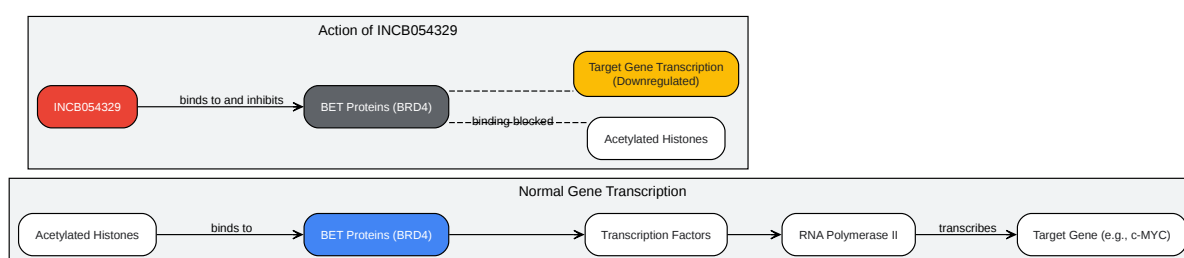 Action of INCB054329
INCB054329
binds to and inhibits
BET Proteins (BRD4)
Target Gene Transcription
(Downregulated)
binding blocked
Acetylated Histones
Normal Gene Transcription
Acetylated Histones
binds to
BET Proteins (BRD4)
Transcription Factors
RNA Polymerase II
transcribes
Target Gene (e.g., c-MYC)